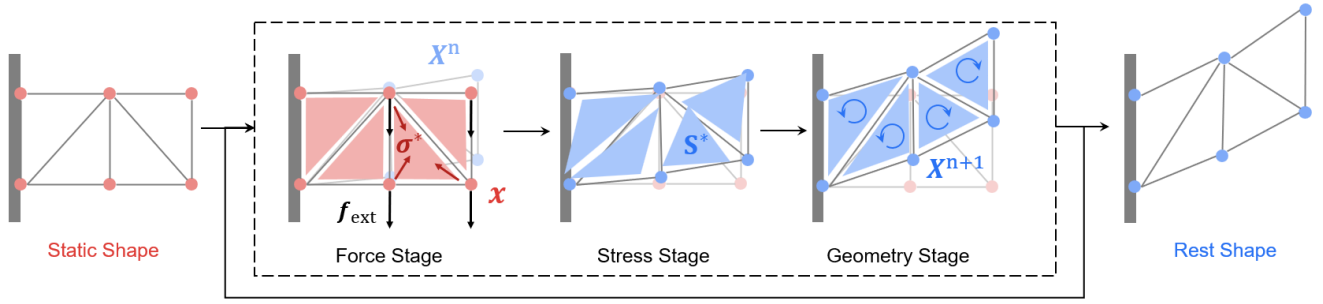 Xⁿ
σ*
S*
Xⁿ⁺¹
x
f_ext
Static Shape
Force Stage
Stress Stage
Geometry Stage
Rest Shape